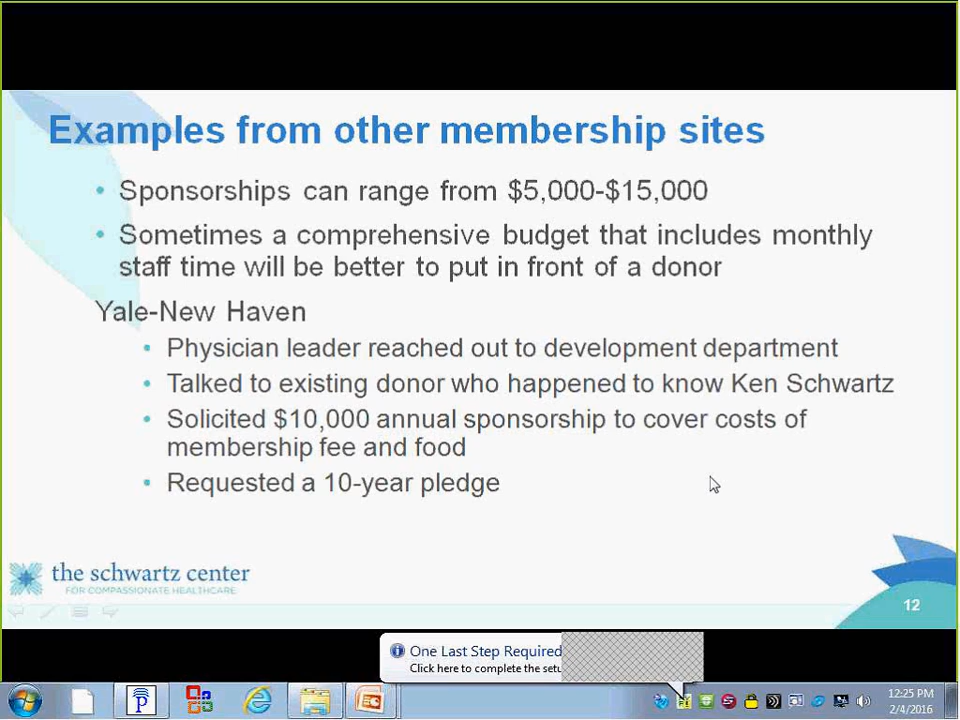 Examples from other membership sites
• Sponsorships can range from $5,000-$15,000
• Sometimes a comprehensive budget that includes monthly
staff time will be better to put in front of a donor
Yale-New Haven
• Physician leader reached out to development department
• Talked to existing donor who happened to know Ken Schwartz
• Solicited $10,000 annual sponsorship to cover costs of
membership fee and food
• Requested a 10-year pledge
the schwartz center
FOR COMPASSIONATE HEALTHCARE
12
One Last Step Required
Click here to complete the setu
12:25 PM
2/4/2016